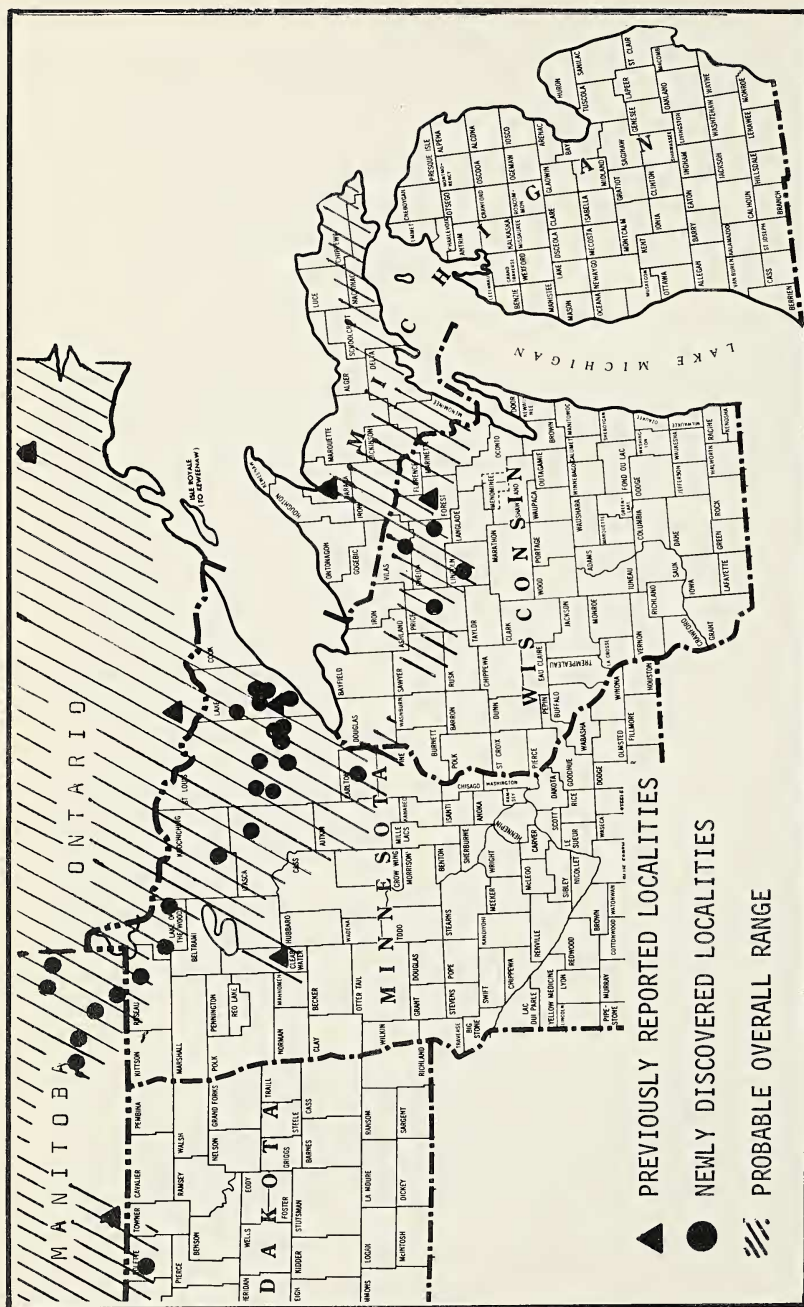 MANITOBA
ONTARIO
DAKOTA
MINNESOTA
WISCONSIN
MICHIGAN
LAKE MICHIGAN
ISLE ROYALE
(TO KEWEENAW)
PIERCE
TOWNER
CAVALIER
PEMBINA
BENSON
RAMSEY
WALSH
NELSON
GRAND FORKS
WELLS
EDDY
FOSTER
GRIGGS
STEELE
TRAILL
KIDDER
STUTSMAN
BARNES
CASS
LOGAN
LA MOURE
RANSOM
McINTOSH
DICKEY
SARGENT
RICHLAND
KITTSON
ROSEAU
LAKE OF
THE WOODS
MARSHALL
BELTRAMI
KOOCHICHING
PENNINGTON
RED LAKE
POLK
NORMAN
MAHNOMEN
CLEAR
WATER
HUBBARD
ITASCA
CASS
ST LOUIS
LAKE
COOK
CLAY
BECKER
WADENA
CROW WING
AITKIN
CARLTON
WILKIN
OTTER TAIL
TODD
MORRISON
MILLE
LACS
KANABEC
PINE
GRANT
DOUGLAS
TRAVERSE
STEVENS
POPE
STEARNS
BENTON
SHERBURNE
ISANTI
CHISAGO
BIG
STONE
SWIFT
KANDIYOHI
MEEKER
WRIGHT
ANOKA
WASHINGTON
HENNEPIN
LAC
QUI PARLE
CHIPPEWA
RENVILLE
McLEOD
CARVER
SCOTT
DAKOTA
YELLOW MEDICINE
LINCOLN
LYON
REDWOOD
SIBLEY
NICOLLET
LE
SUEUR
RICE
GOODHUE
WABASHA
PIPE-
STONE
MURRAY
COTTONWOOD
BROWN
WATONWAN
WASECA
DODGE
OLMSTED
WINONA
FILLMORE
HOUSTON
DOUGLAS
BAYFIELD
ASHLAND
IRON
VILAS
BURNETT
WASHBURN
SAWYER
PRICE
ONEIDA
FOREST
FLORENCE
MARINETTE
POLK
BARRON
RUSK
TAYLOR
LINCOLN
LANGLADE
OCONTO
ST CROIX
DUNN
CHIPPEWA
CLARK
MARATHON
MENOMINEE
SHAWANO
PIERCE
PEPIN
BUFFALO
EAU CLAIRE
TREMPEALEAU
JACKSON
WOOD
PORTAGE
WAUPACA
OUTAGAMIE
BROWN
DOOR
LA CROSSE
MONROE
JUNEAU
ADAMS
WAUSHARA
MARQUETTE
WINNEBAGO
CALUMET
MANITOWOC
FOND DU LAC
SHEBOYGAN
VERNON
RICHLAND
SAUK
COLUMBIA
DODGE
OZAUKEE
CRAWFORD
GRANT
IOWA
DANE
JEFFERSON
WAUKESHA
MILWAUKEE
LAFAYETTE
GREEN
ROCK
WALWORTH
RACINE
KENOSHA
GOGEBIC
ONTONAGON
HOUGHTON
KEWEENAW
BARAGA
IRON
MARQUETTE
DICKINSON
MENOMINEE
ALGER
DELTA
SCHOOLCRAFT
LUCE
MACKINAC
CHIPPEWA
EMMET
CHEBOYGAN
PRESQUE ISLE
CHARLEVOIX
ANTRIM
OTSEGO
MONTMO-
RENCY
ALPENA
LEELANAU
BENZIE
GRAND
TRAVERSE
KALKASKA
CRAWFORD
OSCODA
ALCONA
MANISTEE
WEXFORD
MISSAUKEE
ROSCOM-
MON
OGEMAW
IOSCO
MASON
LAKE
OSCEOLA
CLARE
GLADWIN
ARENAC
OCEANA
NEWAYGO
MECOSTA
ISABELLA
MIDLAND
BAY
HURON
MUSKEGON
MONTCALM
GRATIOT
SAGINAW
TUSCOLA
SANILAC
OTTAWA
KENT
IONIA
CLINTON
SHIAWASSEE
GENESEE
LAPEER
ST CLAIR
ALLEGAN
BARRY
EATON
INGHAM
LIVINGSTON
OAKLAND
MACOMB
VAN BUREN
KALAMAZOO
CALHOUN
JACKSON
WASHTENAW
WAYNE
BERRIEN
CASS
ST JOSEPH
BRANCH
HILLSDALE
LENAWEE
MONROE
PREVIOUSLY REPORTED LOCALITIES
NEWLY DISCOVERED LOCALITIES
PROBABLE OVERALL RANGE